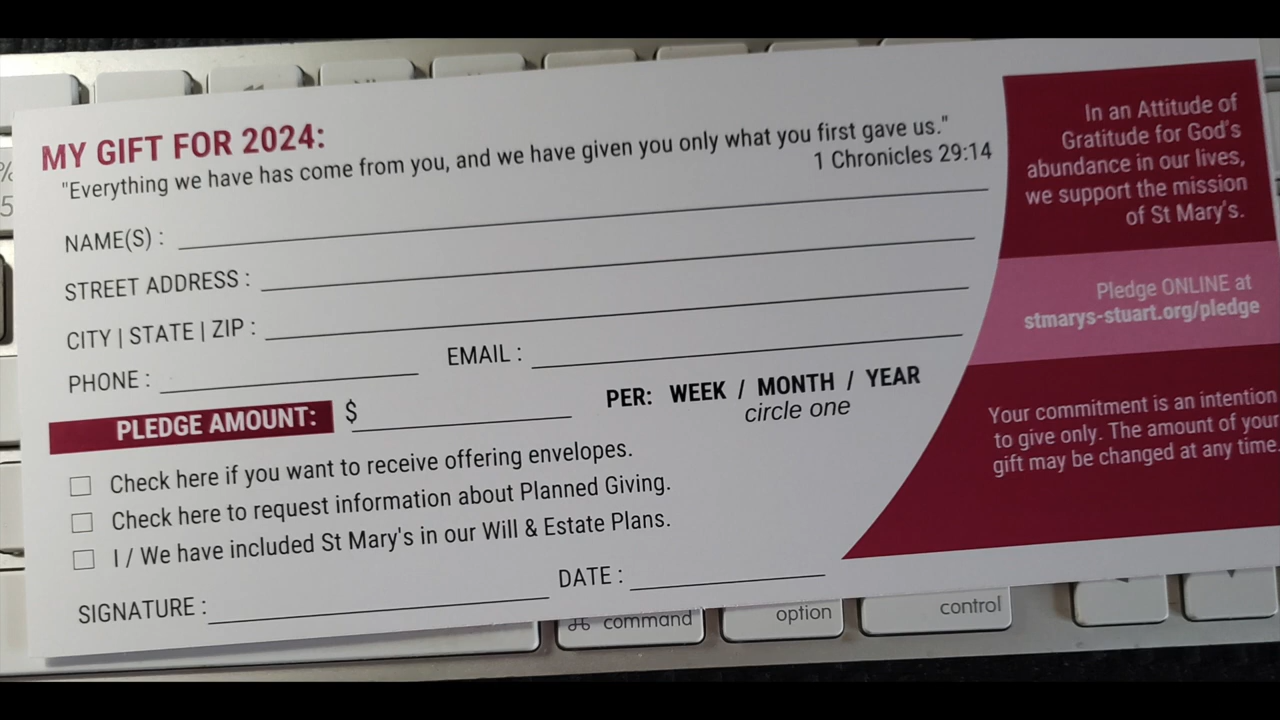 MY GIFT FOR 2024:
"Everything we have has come from you, and we have given you only what you first gave us."
1 Chronicles 29:14
NAME(S) :
STREET ADDRESS :
CITY | STATE | ZIP :
PHONE :
EMAIL :
PLEDGE AMOUNT: $
PER: WEEK / MONTH / YEAR
circle one
Check here if you want to receive offering envelopes.
Check here to request information about Planned Giving.
I / We have included St Mary's in our Will & Estate Plans.
SIGNATURE :
DATE :
In an Attitude of
Gratitude for God's
abundance in our lives,
we support the mission
of St Mary's.
Pledge ONLINE at
stmarys-stuart.org/pledge
Your commitment is an intention
to give only. The amount of your
gift may be changed at any time.
%
5
⌘ command
option
control